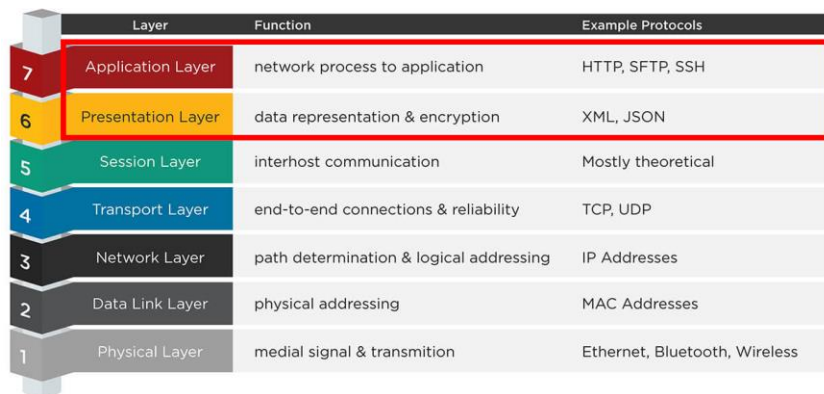 Layer Function Example Protocols
7 Application Layer network process to application HTTP, SFTP, SSH
6 Presentation Layer data representation & encryption XML, JSON
5 Session Layer interhost communication Mostly theoretical
4 Transport Layer end-to-end connections & reliability TCP, UDP
3 Network Layer path determination & logical addressing IP Addresses
2 Data Link Layer physical addressing MAC Addresses
1 Physical Layer medial signal & transmition Ethernet, Bluetooth, Wireless